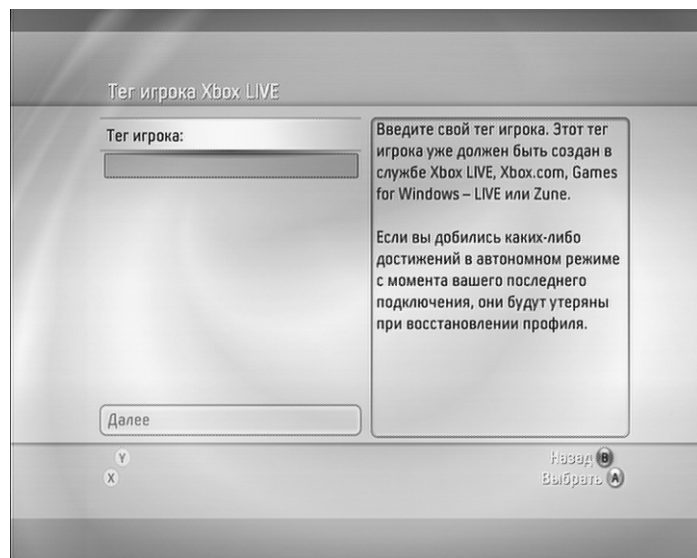 Тег игрока Xbox LIVE
Тег игрока:
Введите свой тег игрока. Этот тег
игрока уже должен быть создан в
службе Xbox LIVE, Xbox.com, Games
for Windows – LIVE или Zune.
Если вы добились каких-либо
достижений в автономном режиме
с момента вашего последнего
подключения, они будут утеряны
при восстановлении профиля.
Далее
Y
X
Назад B
Выбрать A